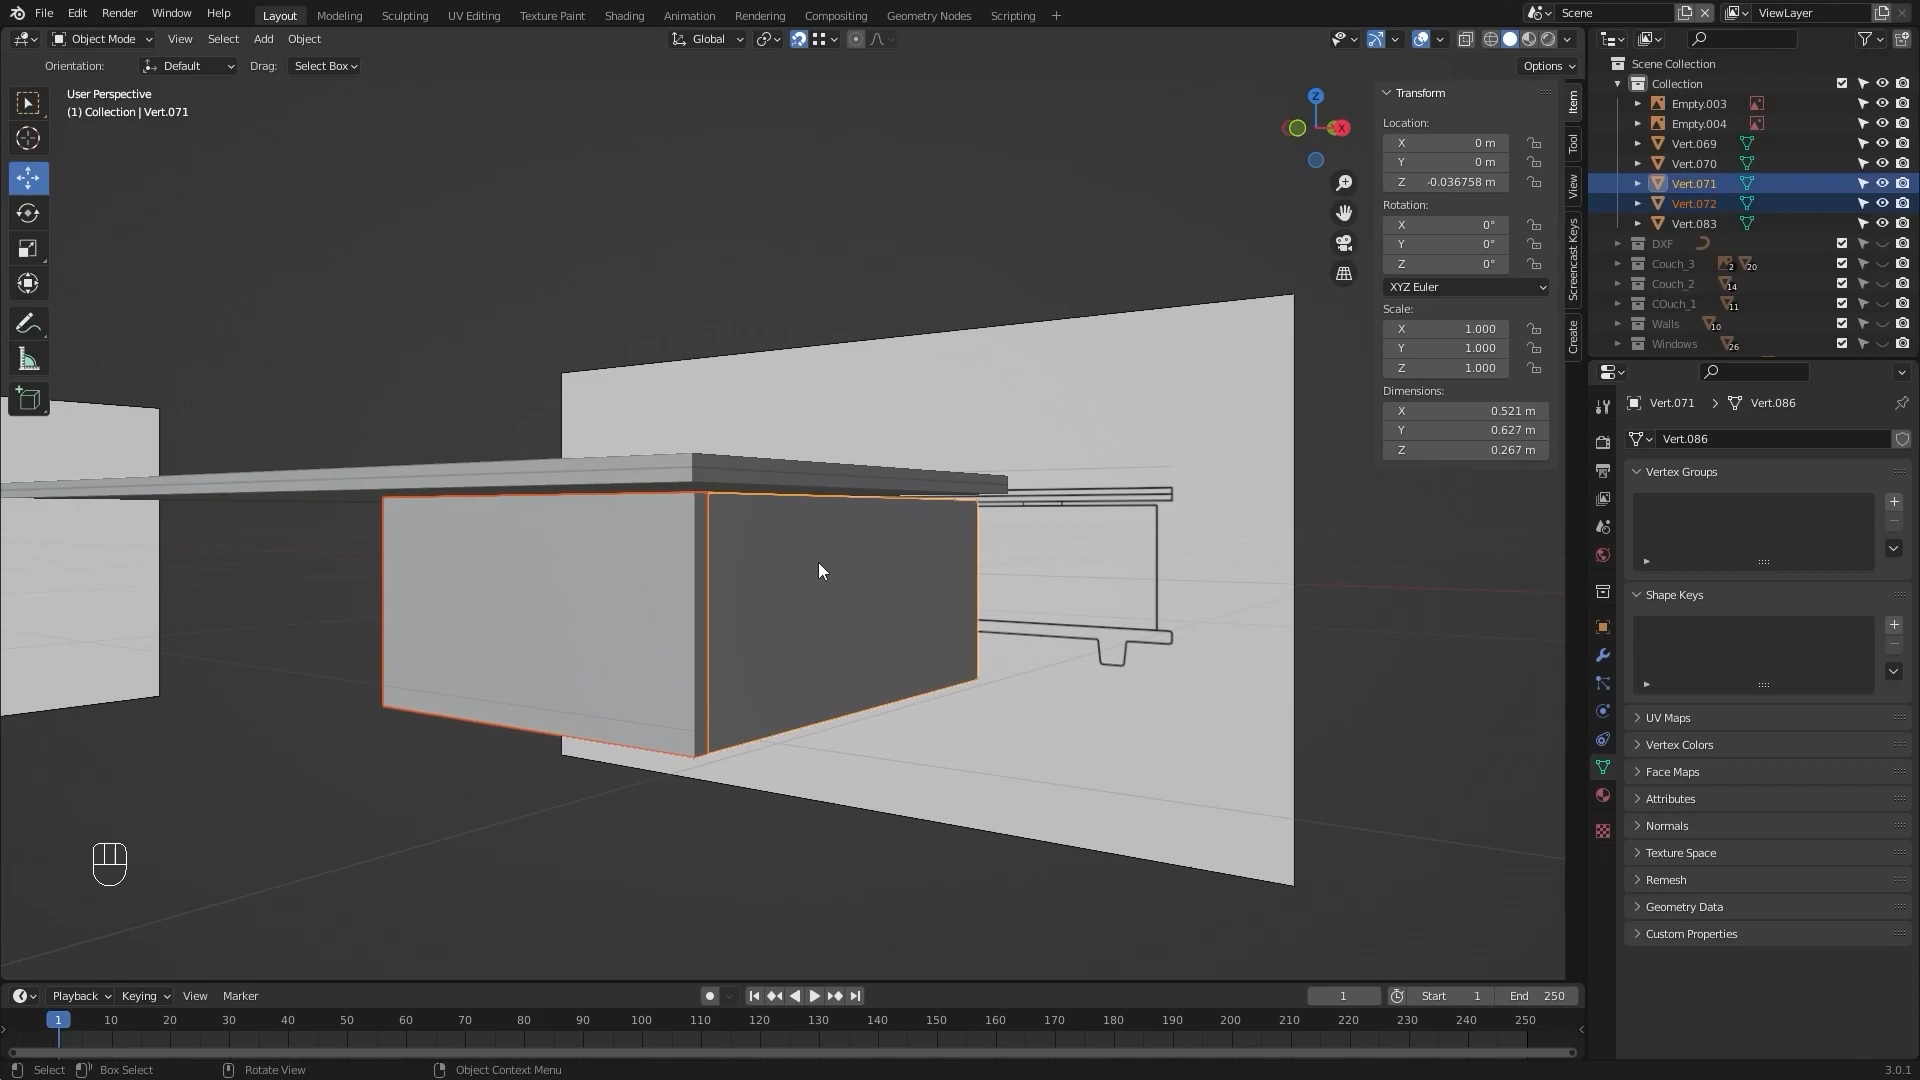 File Edit Render Window Help Layout Modeling Sculpting UV Editing Texture Paint Shading Animation Rendering Compositing Geometry Nodes Scripting + Scene ViewLayer
Object Mode View Select Add Object Global
Orientation: Default Drag: Select Box Options
User Perspective
(1) Collection | Vert.071
Z
X
Transform
Location:
X 0 m
Y 0 m
Z -0.036758 m
Rotation:
X 0°
Y 0°
Z 0°
XYZ Euler
Scale:
X 1.000
Y 1.000
Z 1.000
Dimensions:
X 0.521 m
Y 0.627 m
Z 0.267 m
Item
Tool
View
Screencast Keys
Create
Scene Collection
Collection
Empty.003
Empty.004
Vert.069
Vert.070
Vert.071
Vert.072
Vert.083
DXF
Couch_3 2 20
Couch_2 14
COuch_1 11
Walls 10
Windows 26
Vert.071 > Vert.086
Vert.086
Vertex Groups
Shape Keys
UV Maps
Vertex Colors
Face Maps
Attributes
Normals
Texture Space
Remesh
Geometry Data
Custom Properties
Playback Keying View Marker 1 Start 1 End 250
1 10 20 30 40 50 60 70 80 90 100 110 120 130 140 150 160 170 180 190 200 210 220 230 240 250
Select Box Select Rotate View Object Context Menu 3.0.1